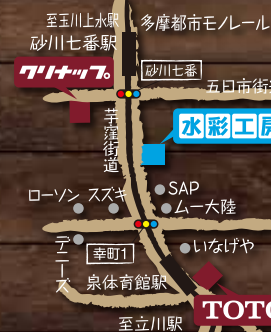 至玉川上水駅
多摩都市モノレール
砂川七番駅
クリナップ
砂川七番
五日市街
水彩工房
芋窪街道
ローソン
スズキ
SAP
ムー大陸
デニーズ
幸町1
いなげや
泉体育館駅
TOTO
至立川駅